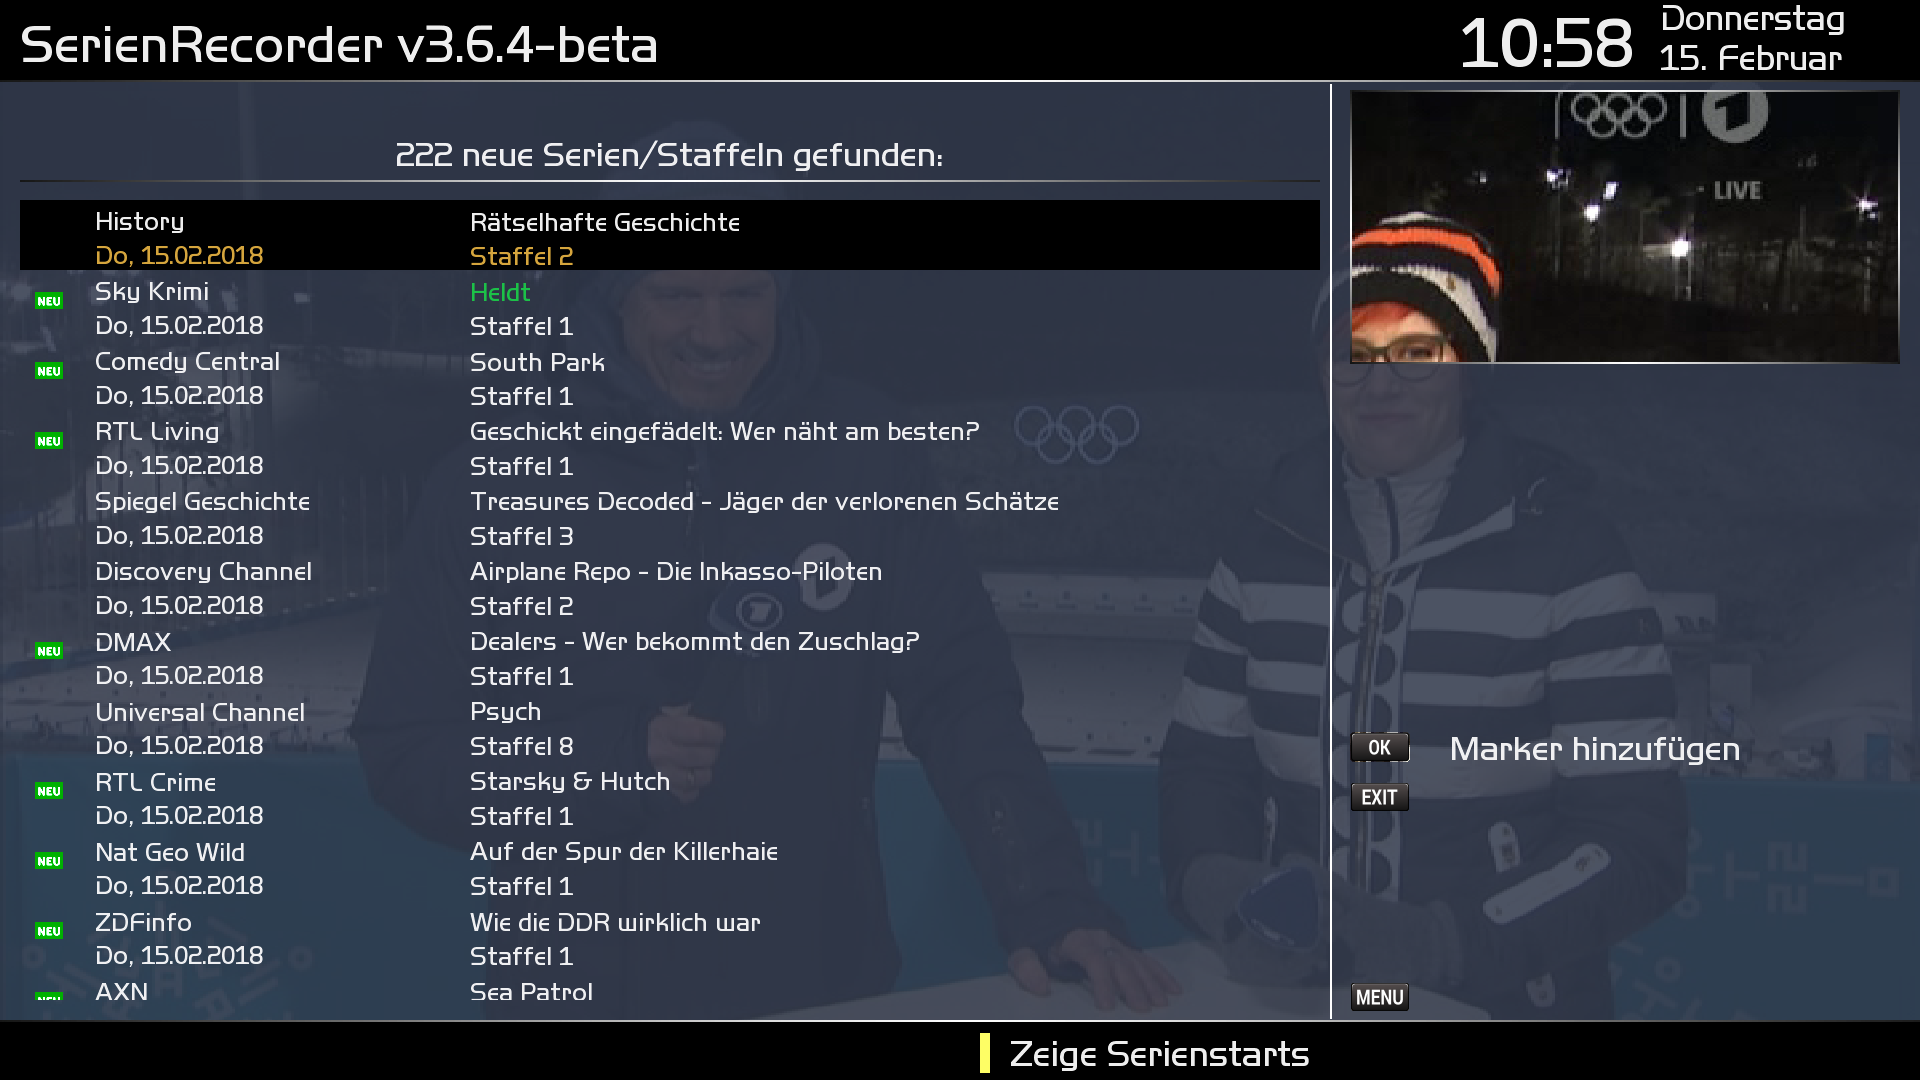 SerienRecorder v3.6.4-beta
10:58
Donnerstag
15. Februar
222 neue Serien/Staffeln gefunden:
LIVE
History Rätselhafte Geschichte
Do, 15.02.2018 Staffel 2
NEU Sky Krimi Heldt
Do, 15.02.2018 Staffel 1
NEU Comedy Central South Park
Do, 15.02.2018 Staffel 1
NEU RTL Living Geschickt eingefädelt: Wer näht am besten?
Do, 15.02.2018 Staffel 1
Spiegel Geschichte Treasures Decoded - Jäger der verlorenen Schätze
Do, 15.02.2018 Staffel 3
Discovery Channel Airplane Repo - Die Inkasso-Piloten
Do, 15.02.2018 Staffel 2
NEU DMAX Dealers - Wer bekommt den Zuschlag?
Do, 15.02.2018 Staffel 1
Universal Channel Psych
Do, 15.02.2018 Staffel 8
NEU RTL Crime Starsky & Hutch
Do, 15.02.2018 Staffel 1
NEU Nat Geo Wild Auf der Spur der Killerhaie
Do, 15.02.2018 Staffel 1
NEU ZDFinfo Wie die DDR wirklich war
Do, 15.02.2018 Staffel 1
NEU AXN Sea Patrol
OK Marker hinzufügen
EXIT
MENU
Zeige Serienstarts